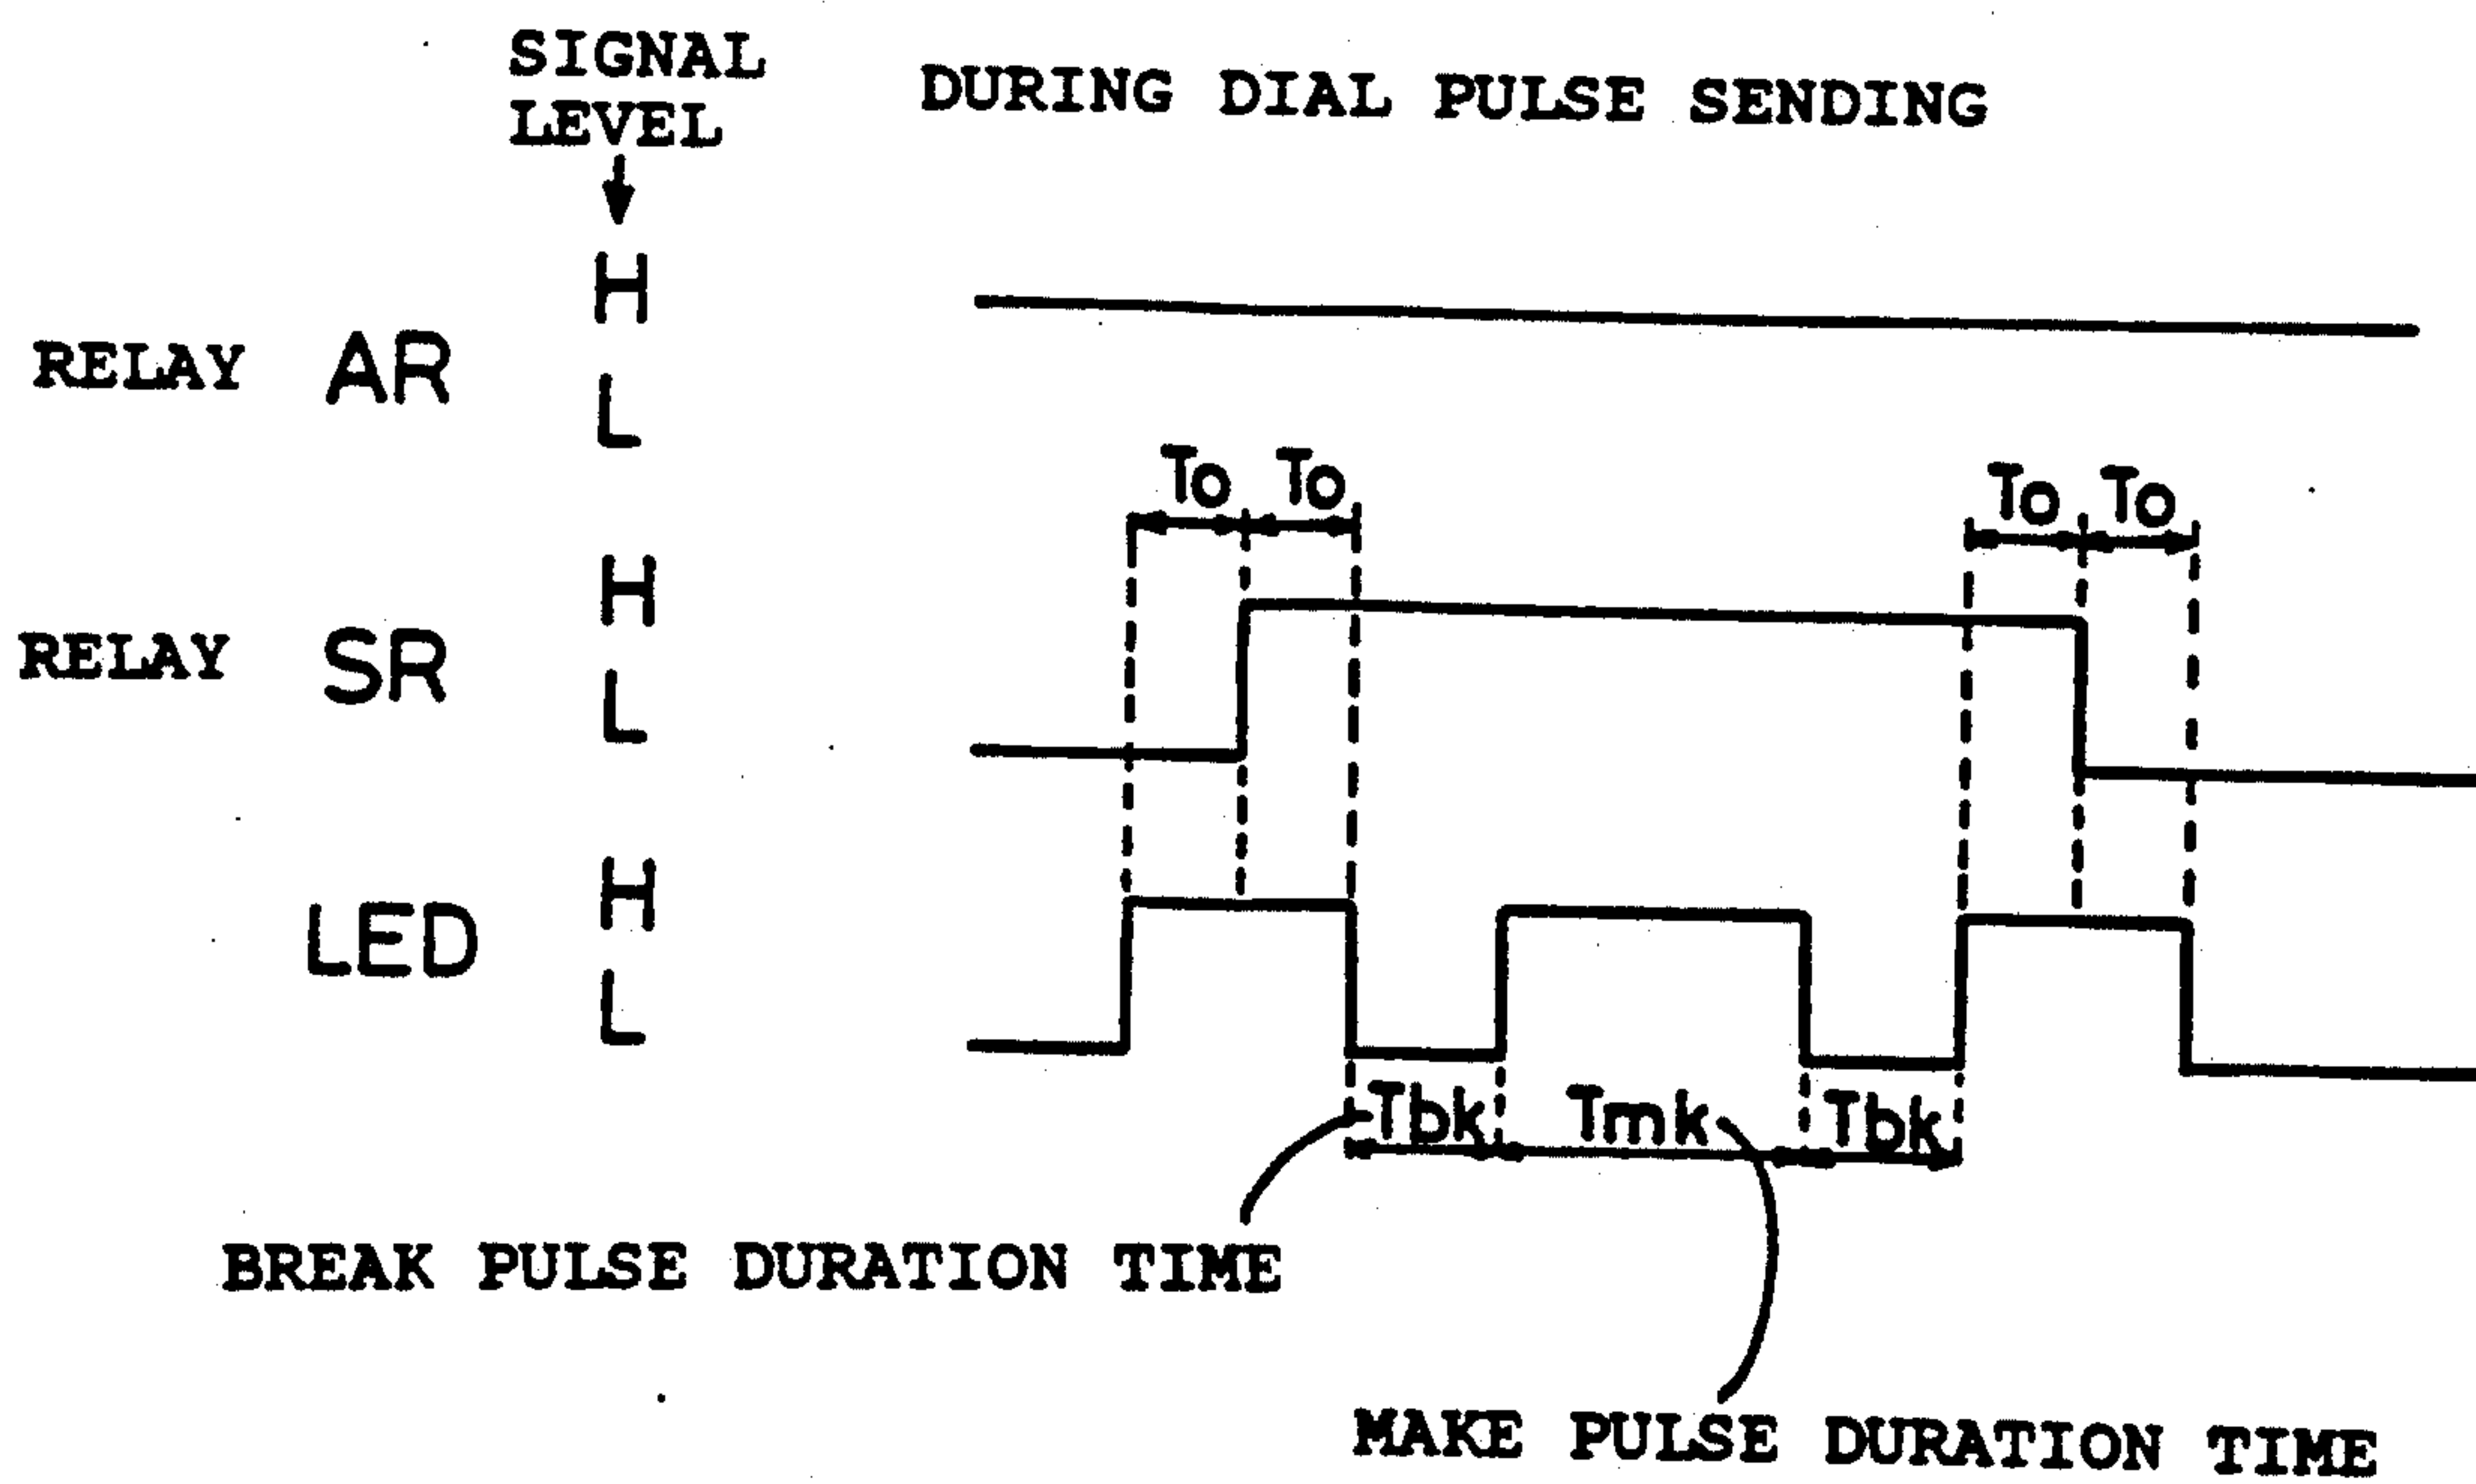 SIGNAL
LEVEL
DURING DIAL PULSE SENDING
H
RELAY AR
L
To To
To To
H
RELAY SR
L
H
LED
L
Tbk Tmk Tbk
BREAK PULSE DURATION TIME
MAKE PULSE DURATION TIME